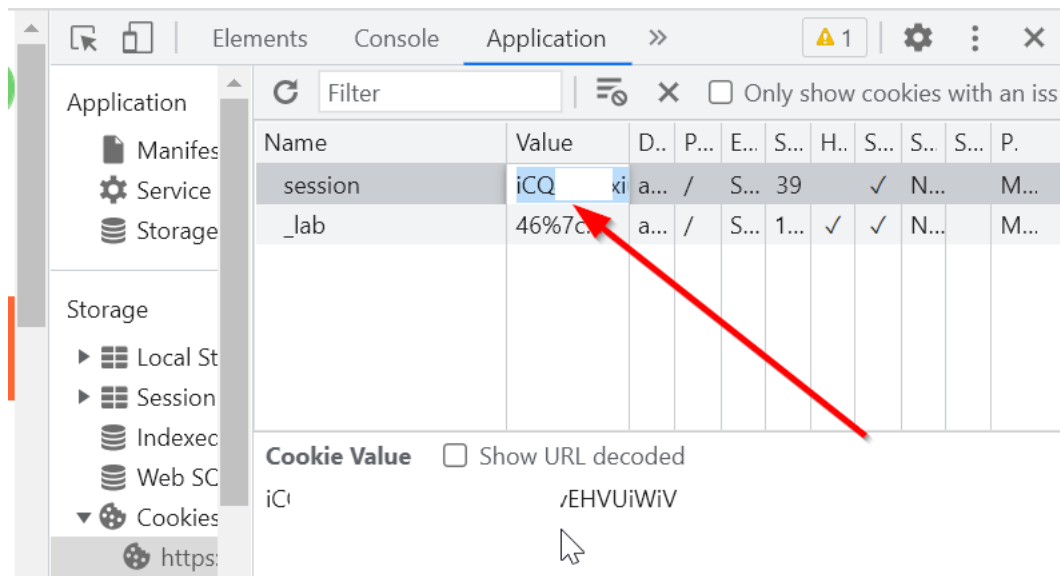 Elements Console Application » 1
Application
Manifes
Service
Storage
Storage
Local St
Session
Indexec
Web SC
Cookies
https:
Filter Only show cookies with an iss
Name Value D.. P... E... S... H.. S... S... S... P.
session iCQ xi a... / S... 39 ✓ N... M...
_lab 46%7c. a... / S... 1... ✓ ✓ N... M...
Cookie Value Show URL decoded
iC EHVUiWiV